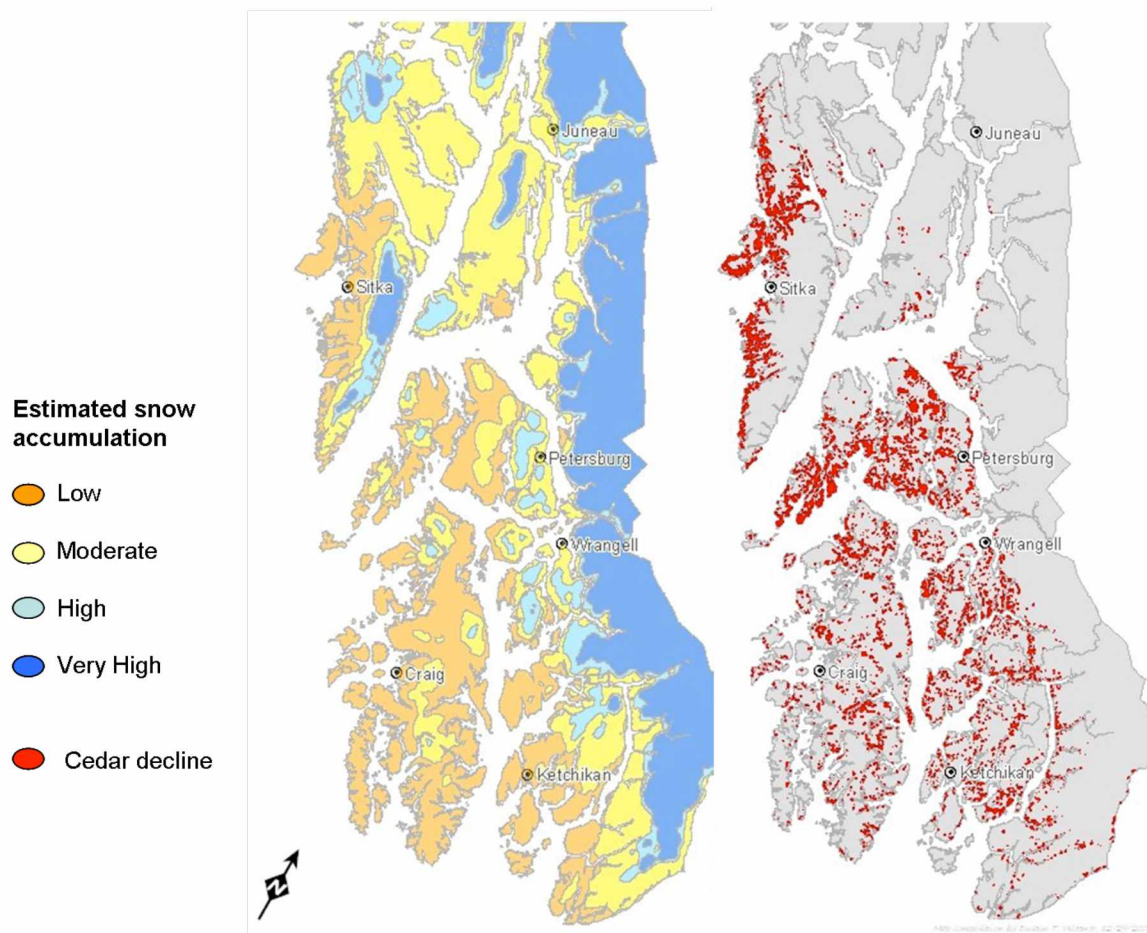 Juneau
Sitka
Petersburg
Wrangell
Craig
Ketchikan
Juneau
Sitka
Petersburg
Wrangell
Craig
Ketchikan
Estimated snow
accumulation
Low
Moderate
High
Very High
Cedar decline
N